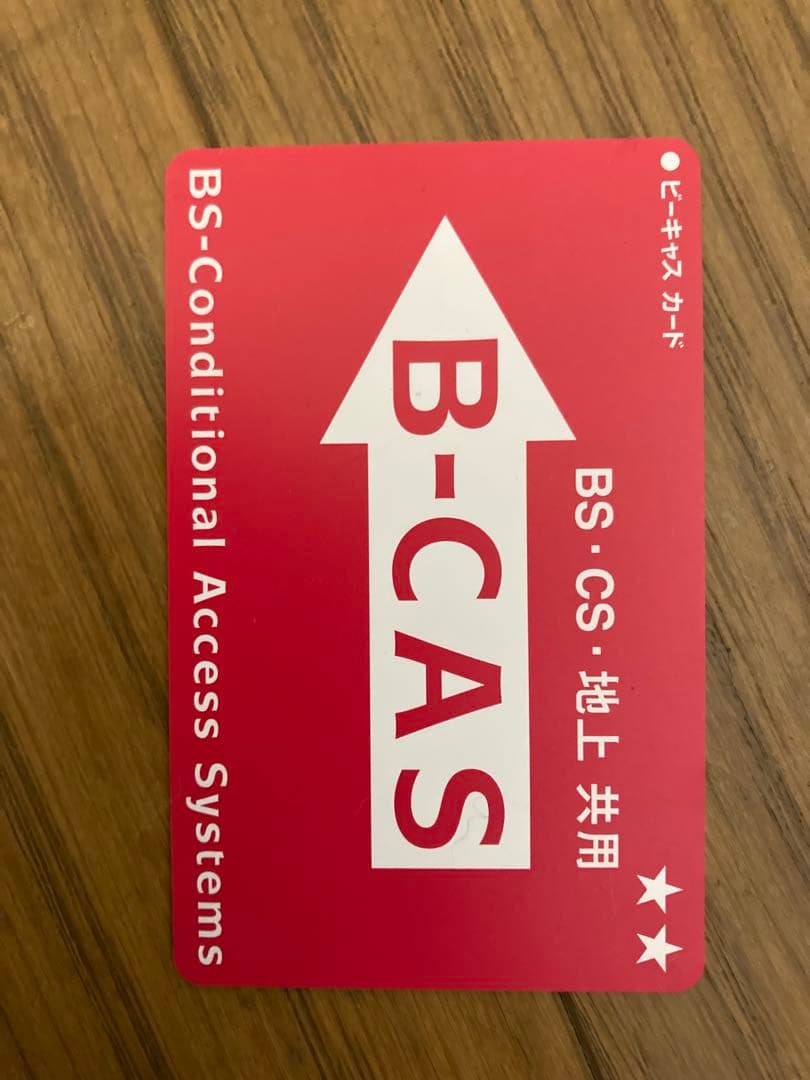 ●ビーキャス カード
BS・CS・地上 共用
★★
B-CAS
BS-Conditional Access Systems